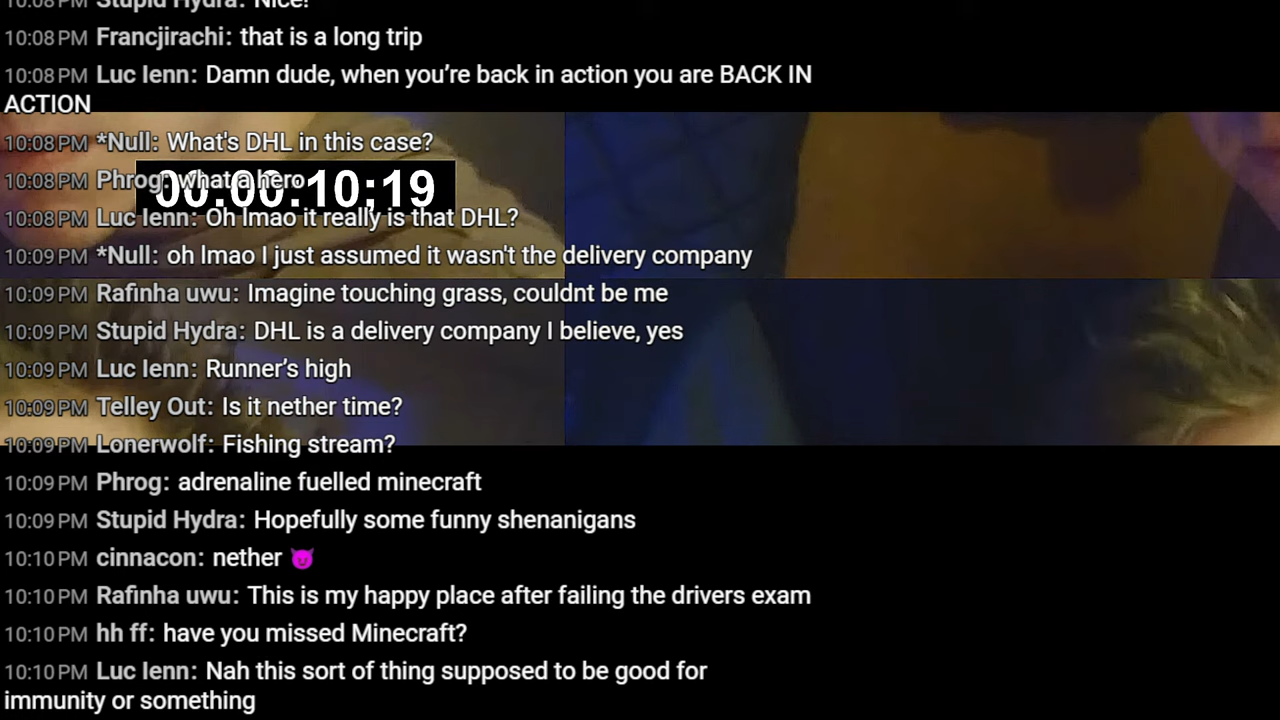 10:08 PM Stupid Hydra: Nice!
10:08 PM Francjirachi: that is a long trip
10:08 PM Luc Ienn: Damn dude, when you’re back in action you are BACK IN
ACTION
10:08 PM *Null: What's DHL in this case?
10:08 PM Phrog: what a hero
00:00:10;19
10:08 PM Luc Ienn: Oh lmao it really is that DHL?
10:09 PM *Null: oh lmao I just assumed it wasn't the delivery company
10:09 PM Rafinha uwu: Imagine touching grass, couldnt be me
10:09 PM Stupid Hydra: DHL is a delivery company I believe, yes
10:09 PM Luc Ienn: Runner’s high
10:09 PM Telley Out: Is it nether time?
10:09 PM Lonerwolf: Fishing stream?
10:09 PM Phrog: adrenaline fuelled minecraft
10:09 PM Stupid Hydra: Hopefully some funny shenanigans
10:10 PM cinnacon: nether 😈
10:10 PM Rafinha uwu: This is my happy place after failing the drivers exam
10:10 PM hh ff: have you missed Minecraft?
10:10 PM Luc Ienn: Nah this sort of thing supposed to be good for
immunity or something